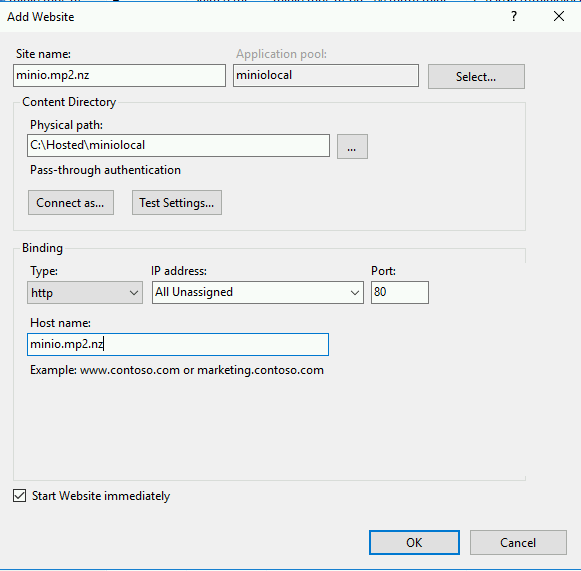 Add Website
?
Site name:
Application pool:
minio.mp2.nz
miniolocal
Select...
Content Directory
Physical path:
C:\Hosted\miniolocal
...
Pass-through authentication
Connect as...
Test Settings...
Binding
Type:
IP address:
Port:
http
All Unassigned
80
Host name:
minio.mp2.nz
Example: www.contoso.com or marketing.contoso.com
Start Website immediately
OK
Cancel